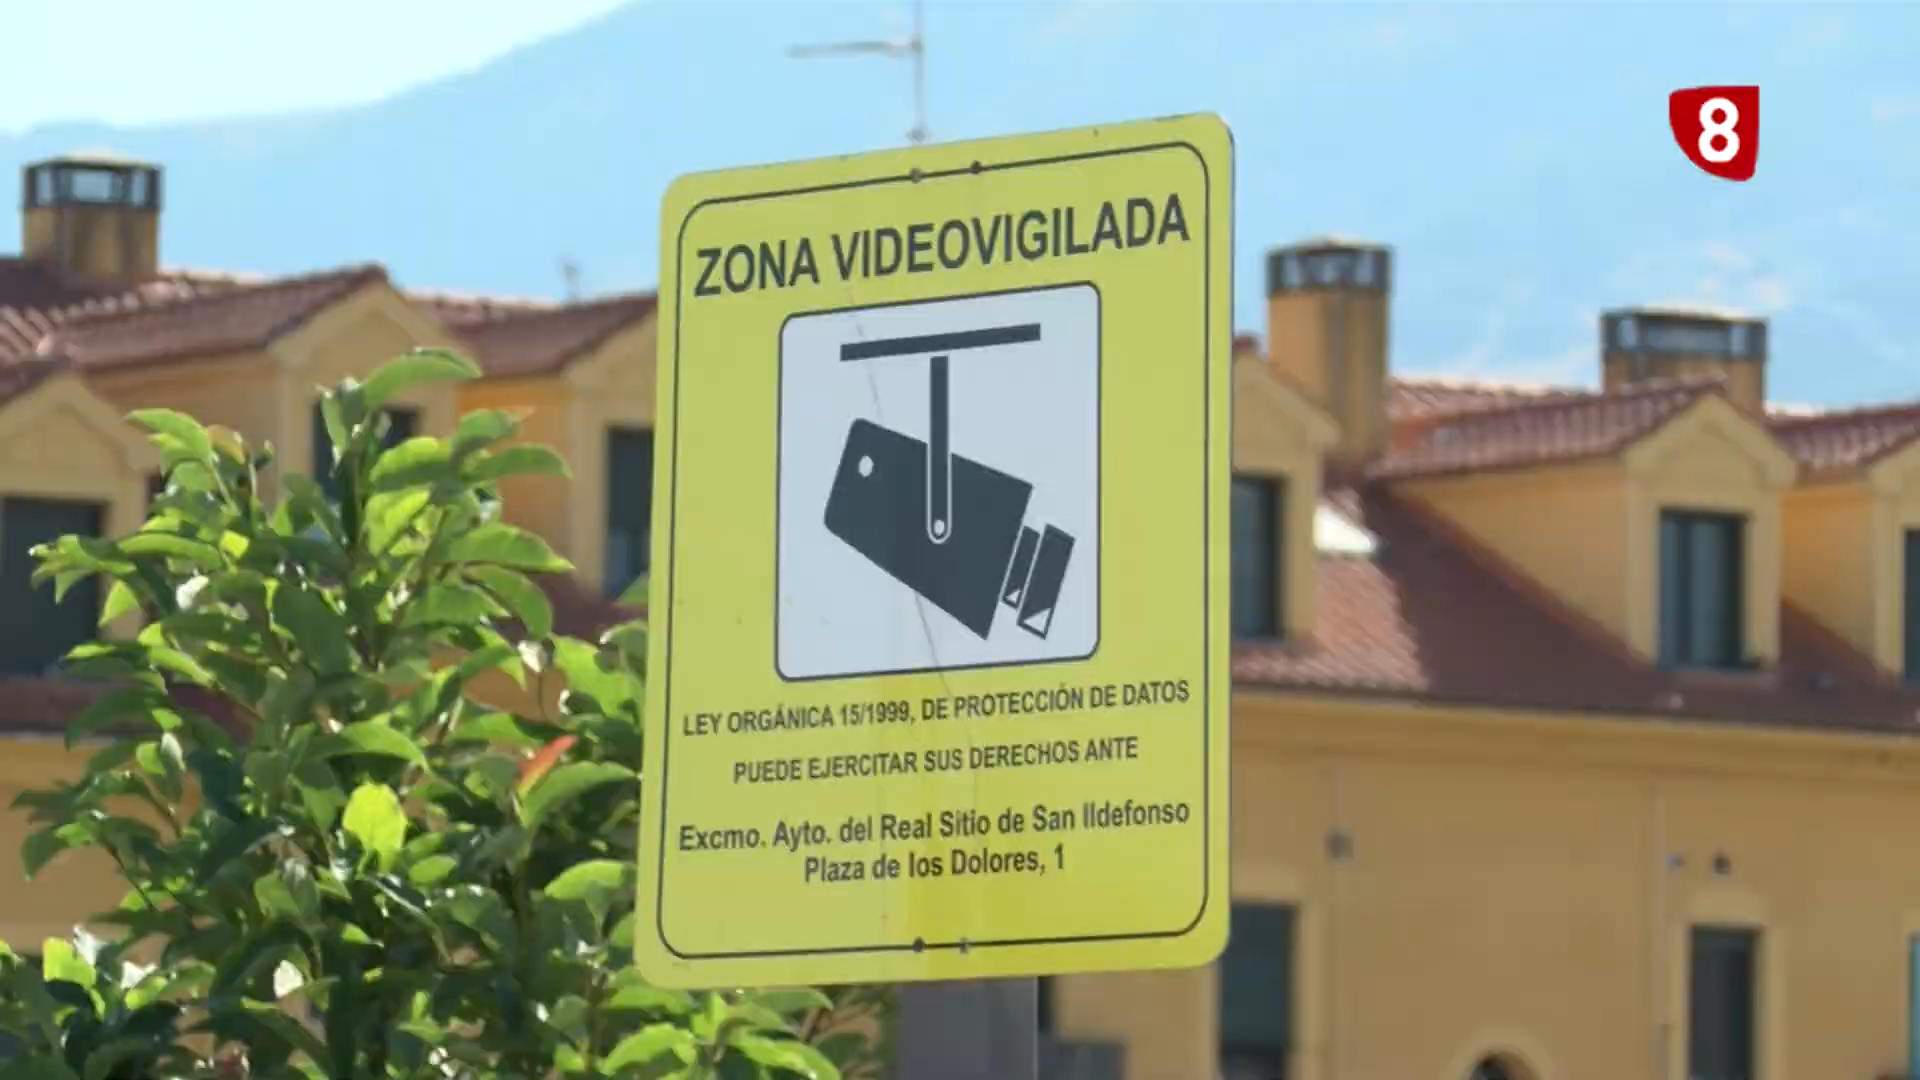 8
ZONA VIDEOVIGILADA
LEY ORGÁNICA 15/1999, DE PROTECCIÓN DE DATOS
PUEDE EJERCITAR SUS DERECHOS ANTE
Excmo. Ayto. del Real Sitio de San Ildefonso
Plaza de los Dolores, 1